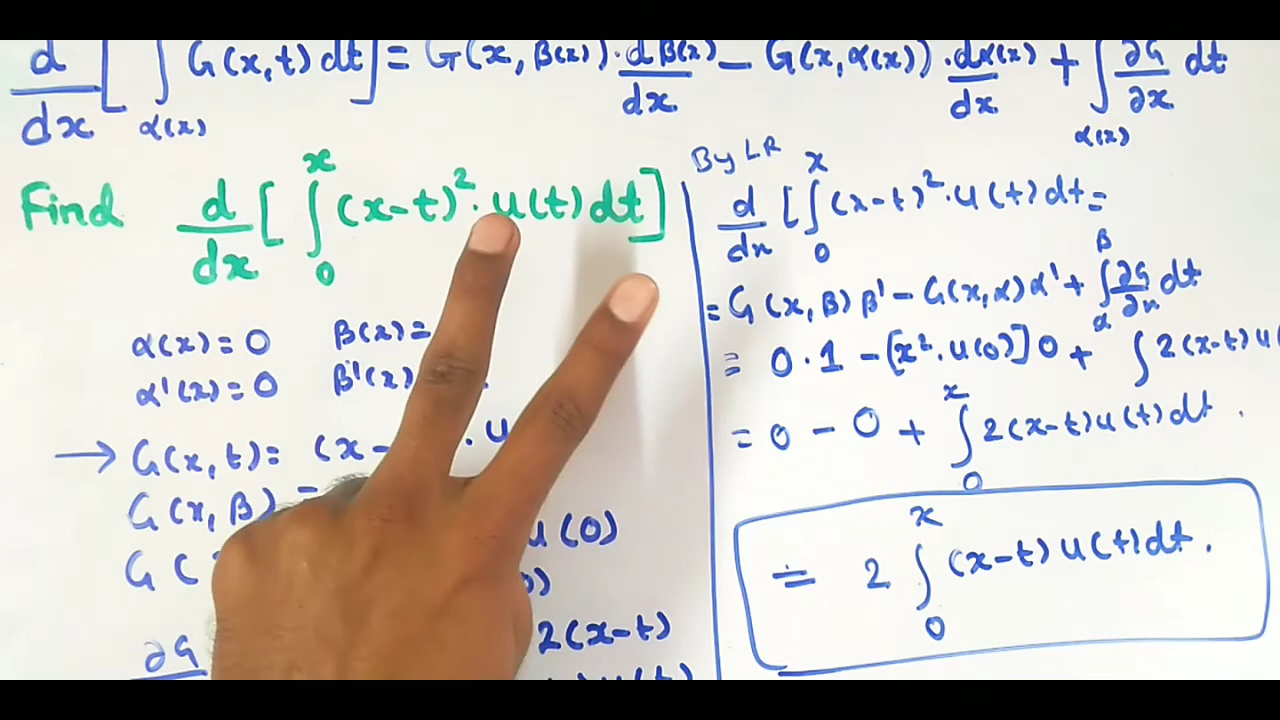 d/dx [ ∫_α(x) G(x,t) dt ] = G(x, β(x)) · dβ(x)/dx − G(x, α(x)) · dα(x)/dx + ∫_α(x) ∂G/∂x dt
Find d/dx [ ∫_0^x (x-t)² · u(t) dt ]
α(x) = 0 β(x) =
α'(x) = 0 β'(x)
→ G(x,t) = (x- · u
G(x, β) = u(0)
G(
∂G 2(x-t)
u(t)
By LR
d/dx [ ∫_0^x (x-t)² · u(t) dt =
= G(x, β) β' − G(x, α) α' + ∫_α^β ∂G/∂x dt
= 0 · 1 − [x² · u(0)] 0 + ∫ 2(x-t) u(
= 0 − 0 + ∫_0^x 2(x-t) u(t) dt .
= 2 ∫_0^x (x-t) u(t) dt .